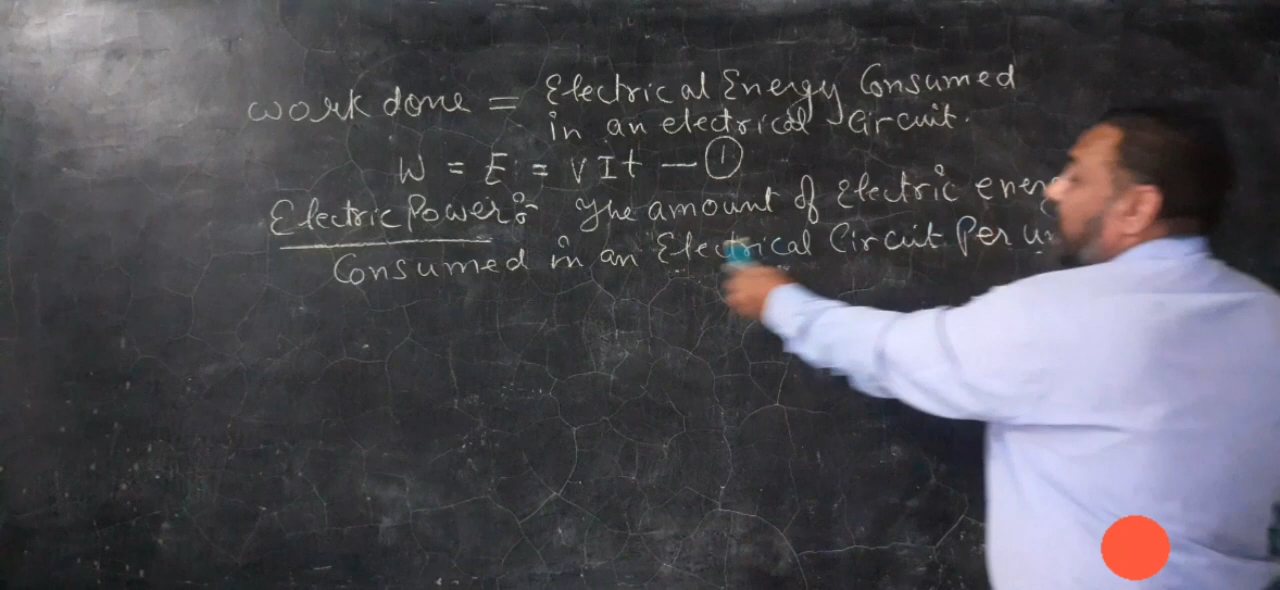 work done = Electrical Energy Consumed
in an electrical Circuit.
W = E = VIt — ①
Electric Power:- The amount of Electric
Consumed in an Electrical Circuit Per